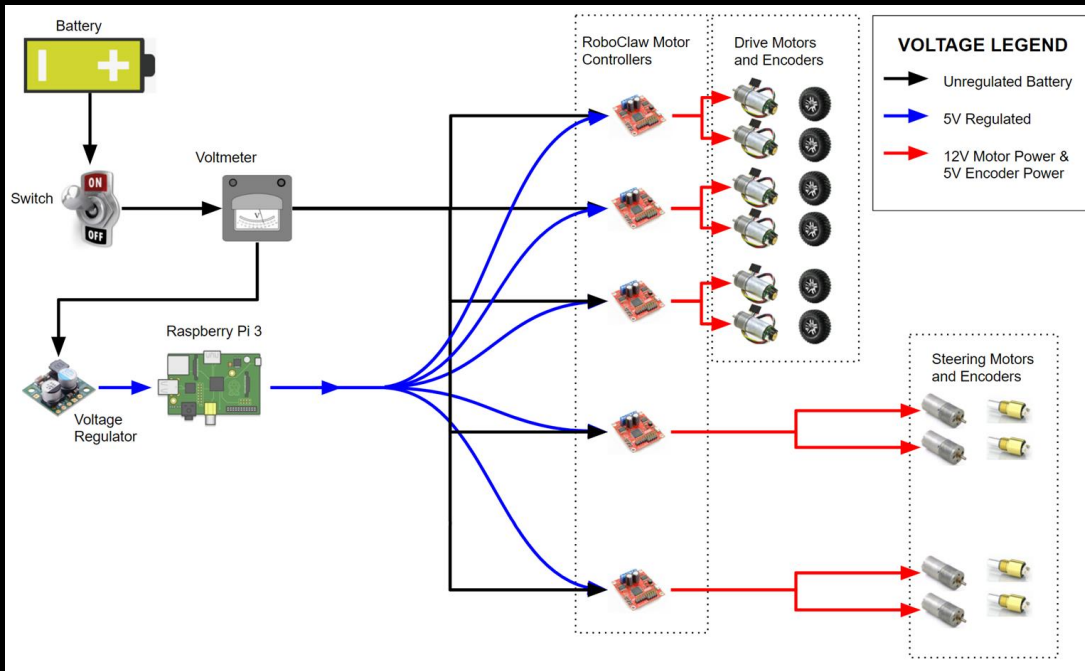 Battery
RoboClaw Motor
Controllers
Drive Motors
and Encoders
VOLTAGE LEGEND
Unregulated Battery
5V Regulated
12V Motor Power &
5V Encoder Power
Switch
ON
OFF
Voltmeter
V
Raspberry Pi 3
Voltage
Regulator
Steering Motors
and Encoders